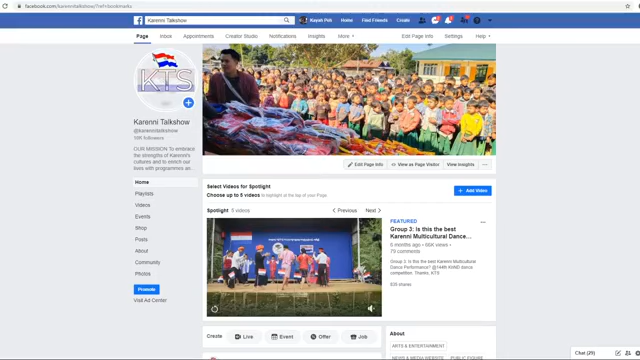 facebook.com/karennitalkshow/?ref=bookmarks
Karenni Talkshow
Kayah Peh Home Find Friends Create
Page Inbox Appointments Creator Studio Notifications Insights More Edit Page Info Settings Help
KTS
Karenni Talkshow
@karennitalkshow
OUR MISSION: To embrace
the strengths of Karenni's
cultures and to enrich our
lives with programmes an...
Edit Page Info View as Page Visitor View Insights
Home
Playlists
Videos
Events
Shop
Posts
About
Community
Photos
Promote
Visit Ad Center
Select Videos for Spotlight
Choose up to 5 videos to highlight at the top of your Page.
Add Video
Spotlight 5 videos Previous Next
FEATURED
Group 3: Is this the best
Karenni Multicultural Dance...
5 months ago • 66K views •
79 comments
Group 3: Is this the best Karenni Multicultural
Dance Performance? @144th KNND dance
competition. Thanks, KTS
Create Live Event Offer Job
About
ARTS & ENTERTAINMENT
NEWS & MEDIA WEBSITE PUBLIC FIGURE
Chat (29)